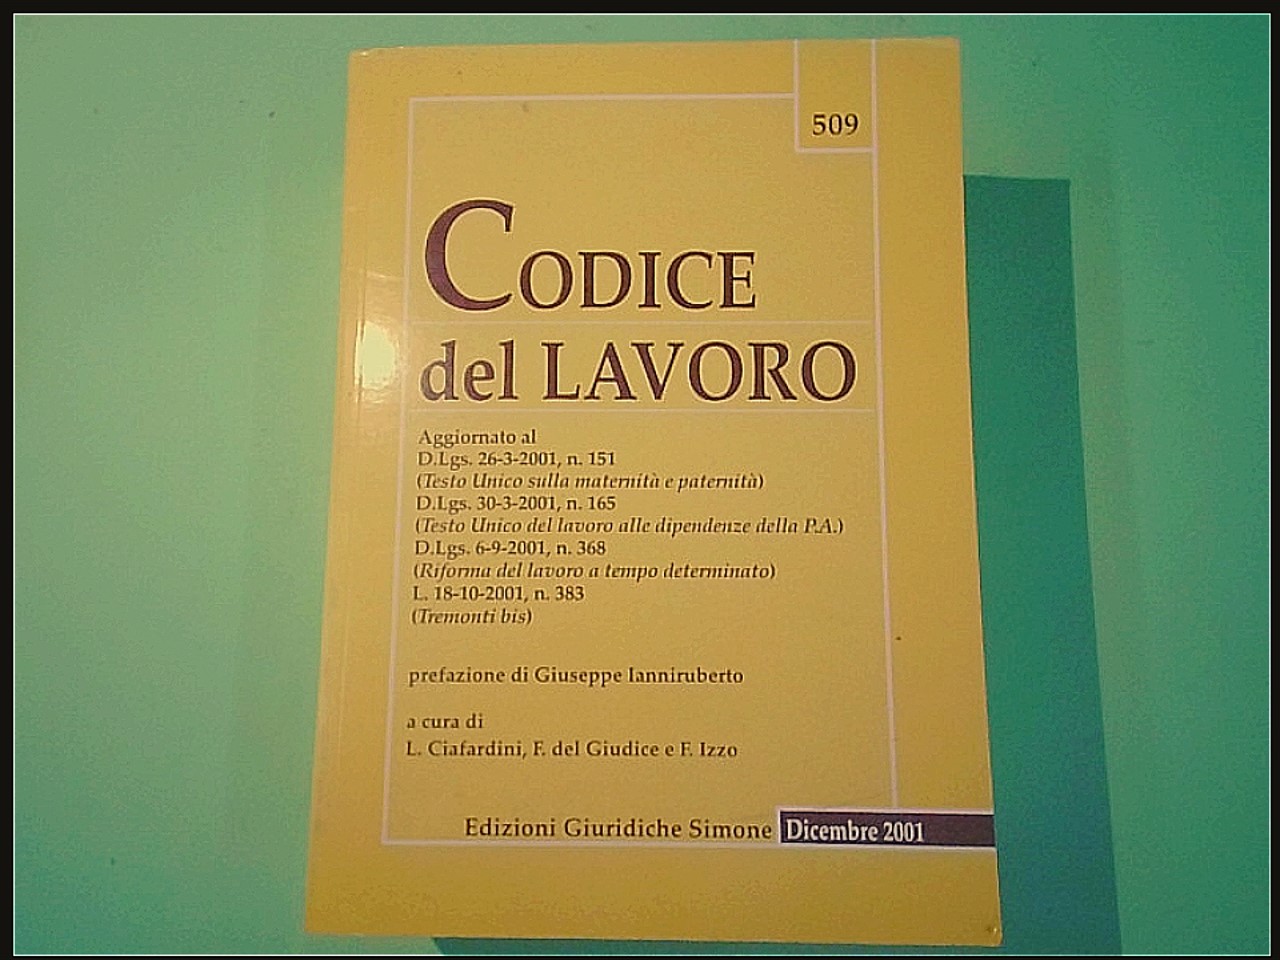 509
CODICE
del LAVORO
Aggiornato al
D.Lgs. 26-3-2001, n. 151
(Testo Unico sulla maternità e paternità)
D.Lgs. 30-3-2001, n. 165
(Testo Unico del lavoro alle dipendenze della P.A.)
D.Lgs. 6-9-2001, n. 368
(Riforma del lavoro a tempo determinato)
L. 18-10-2001, n. 383
(Tremonti bis)
prefazione di Giuseppe Ianniruberto
a cura di
L. Ciafardini, F. del Giudice e F. Izzo
Edizioni Giuridiche Simone Dicembre 2001